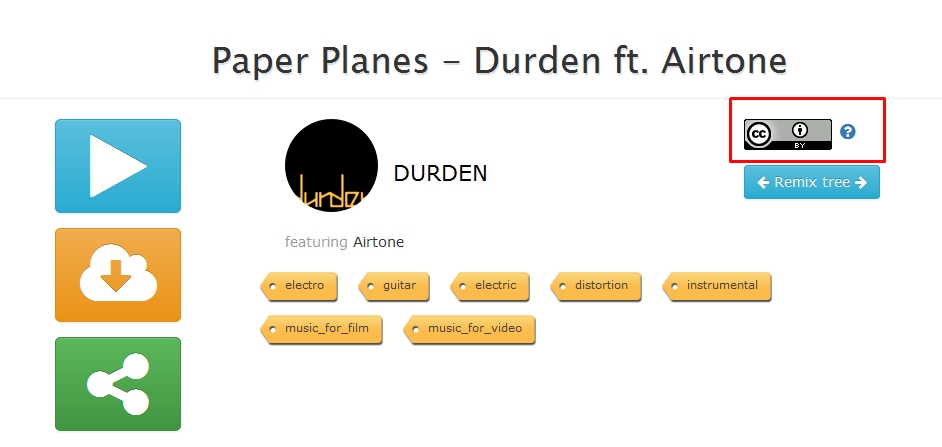 Paper Planes – Durden ft. Airtone
durden
DURDEN
cc
BY
?
Remix tree
featuring Airtone
electro
guitar
electric
distortion
instrumental
music_for_film
music_for_video